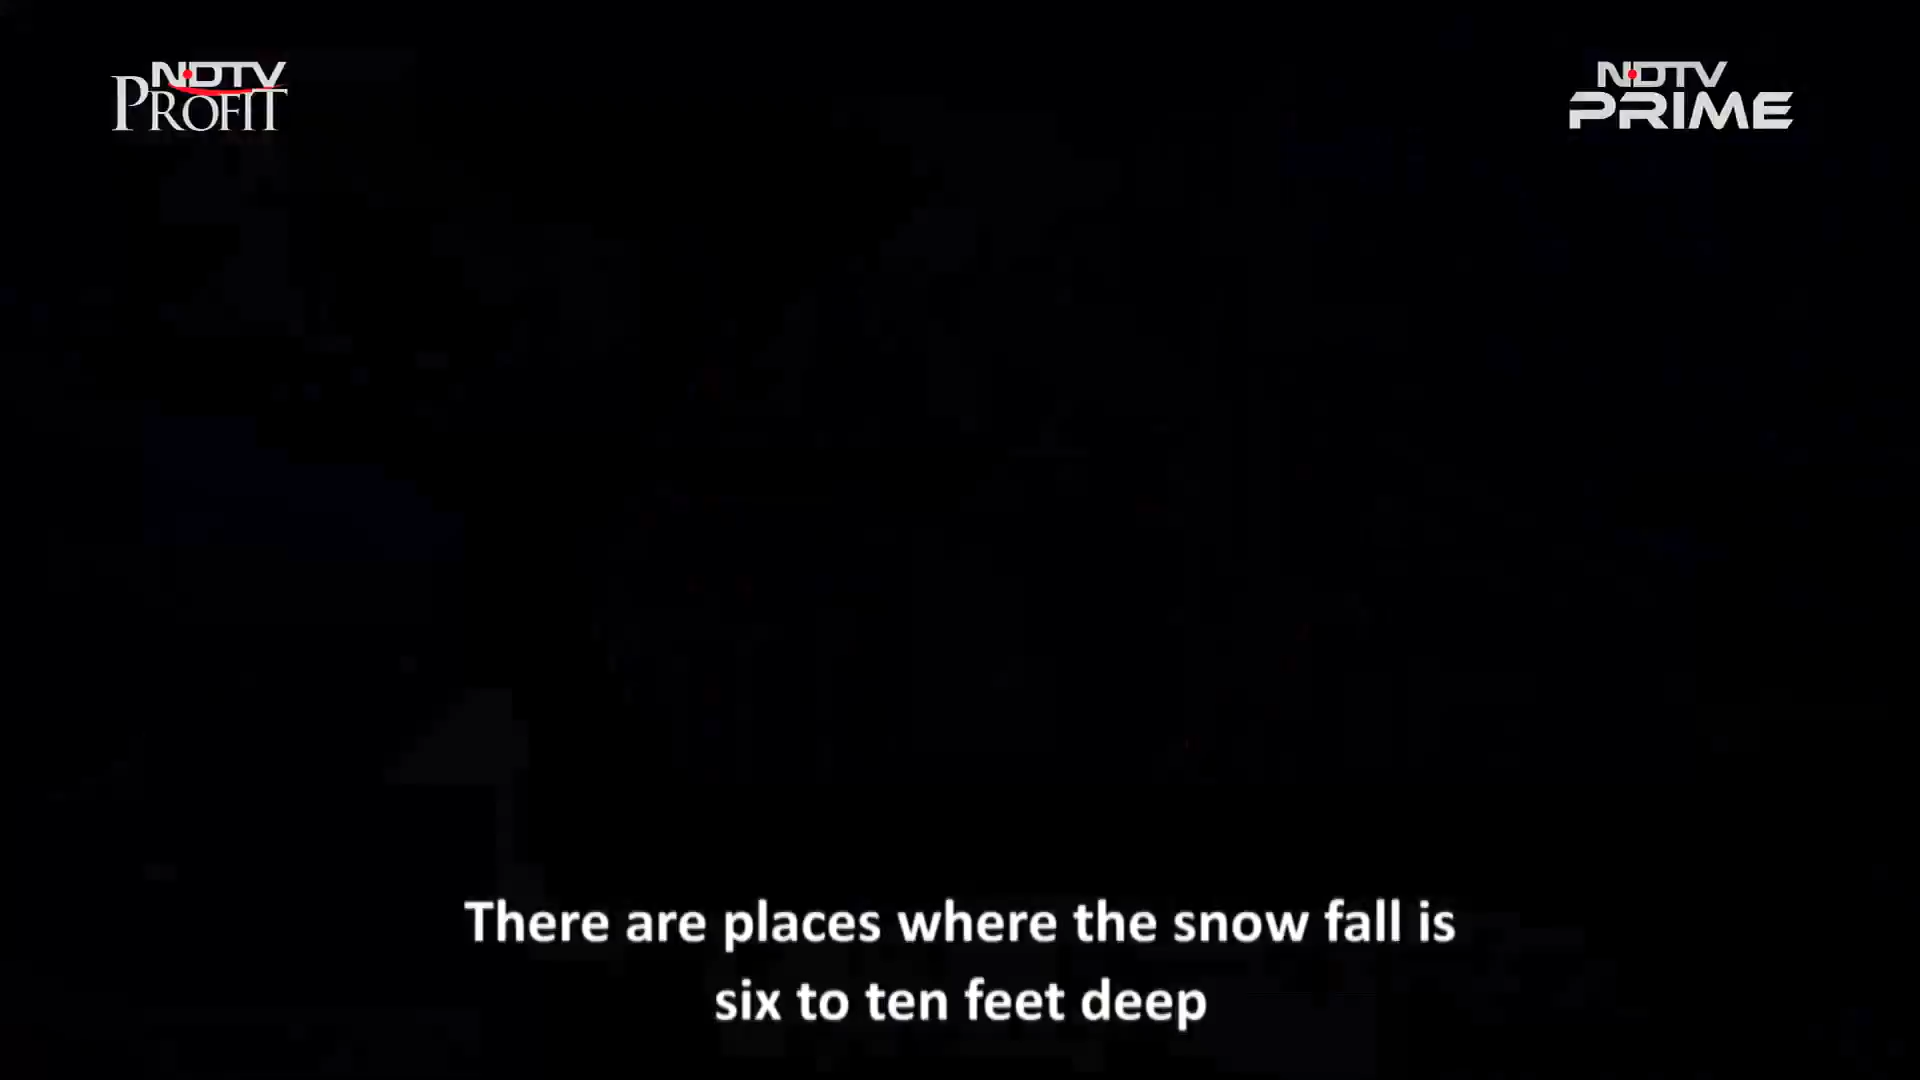 NDTV
PROFIT
NDTV
PRIME
There are places where the snow fall is
six to ten feet deep